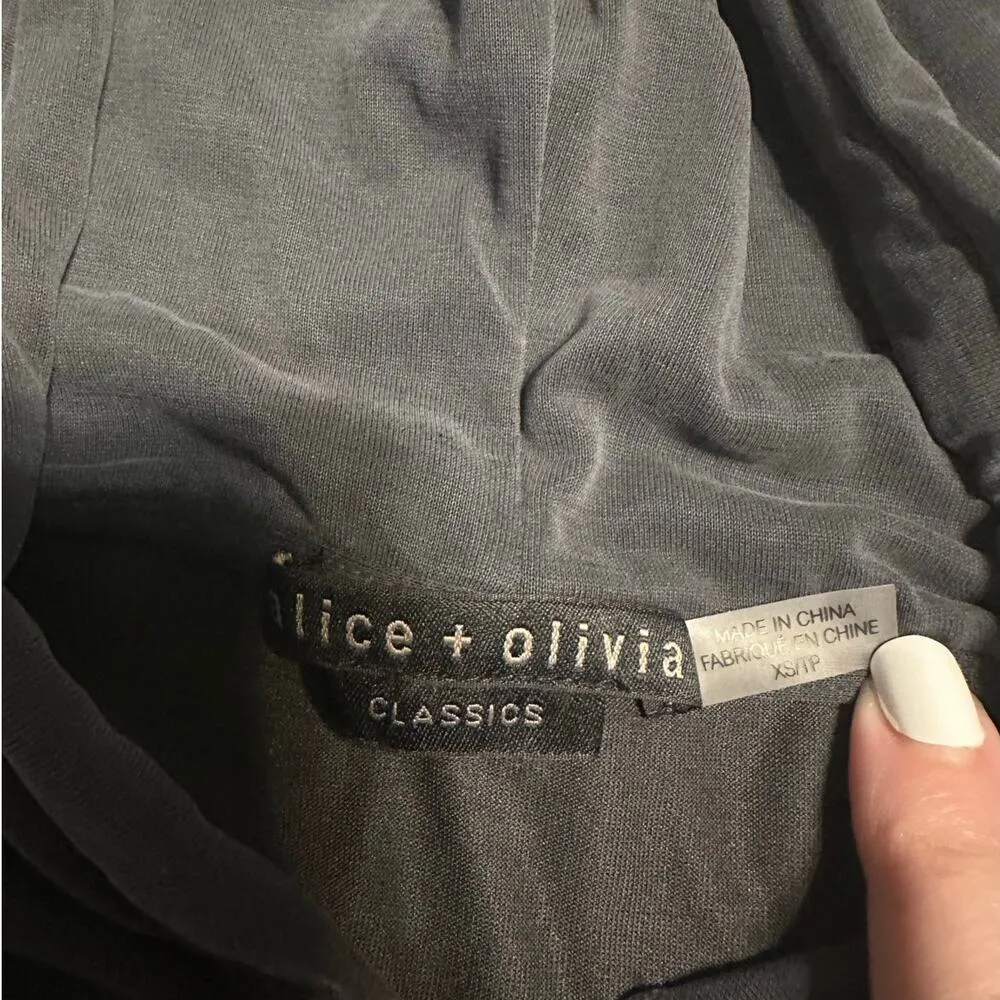 alice + olivia
CLASSICS
MADE IN CHINA
FABRIQUÉ EN CHINE
XS/TP